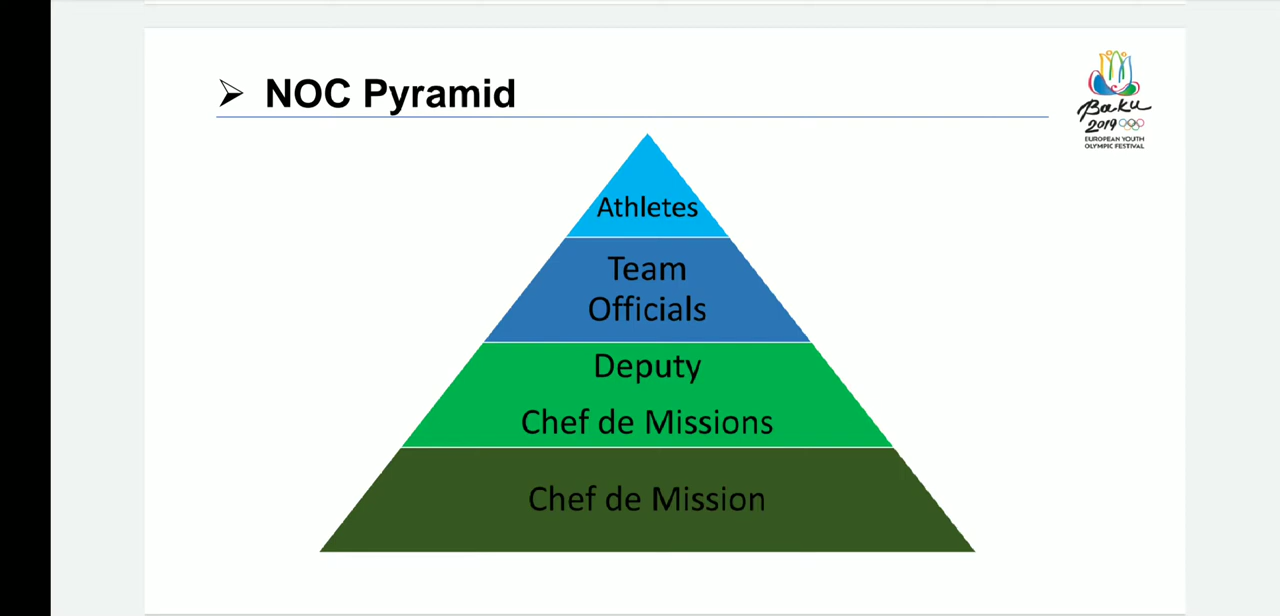 NOC Pyramid
Baku
2019
EUROPEAN YOUTH
OLYMPIC FESTIVAL
Athletes
Team
Officials
Deputy
Chef de Missions
Chef de Mission